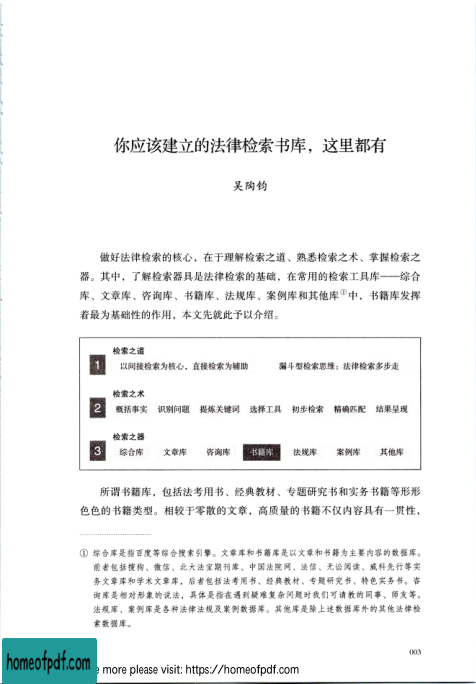 你应该建立的法律检索书库，这里都有
吴陶钧
做好法律检索的核心，在于理解检索之道、熟悉检索之术、掌握检索之
器。其中，了解检索器具是法律检索的基础，在常用的检索工具库——综合
库、文章库、咨询库、书籍库、法规库、案例库和其他库①中，书籍库发挥
着最为基础性的作用，本文先就此予以介绍。
检索之道
1 以间接检索为核心，直接检索为辅助 漏斗型检索思维：法律检索多步走
检索之术
2 概括事实 识别问题 提炼关键词 选择工具 初步检索 精确匹配 结果呈现
检索之器
3 综合库 文章库 咨询库 书籍库 法规库 案例库 其他库
所谓书籍库，包括法考用书、经典教材、专题研究书和实务书籍等形形
色色的书籍类型。相较于零散的文章，高质量的书籍不仅内容具有一贯性，
① 综合库是指百度等综合搜索引擎。文章库和书籍库是以文章和书籍为主要内容的数据库。
前者包括搜狗、微信、北大法宝期刊库、中国法院网、法信、无讼阅读、威科先行等实
务文章库和学术文章库，后者包括法考用书、经典教材、专题研究书、特色实务书。咨
询库是相对形象的说法，具体是指在遇到疑难复杂问题时我们可请教的同事、师友等。
法规库、案例库是各种法律法规及案例数据库。其他库是除上述数据库外的其他法律检
索数据库。
003
homeofpdf.com
more please visit: https://homeofpdf.com